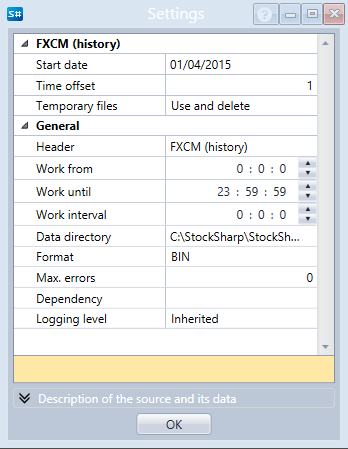 S# Settings ?
FXCM (history)
Start date 01/04/2015
Time offset 1
Temporary files Use and delete
General
Header FXCM (history)
Work from 0 : 0 : 0
Work until 23 : 59 : 59
Work interval 0 : 0 : 0
Data directory C:\StockSharp\StockSh...
Format BIN
Max. errors 0
Dependency
Logging level Inherited
Description of the source and its data
OK